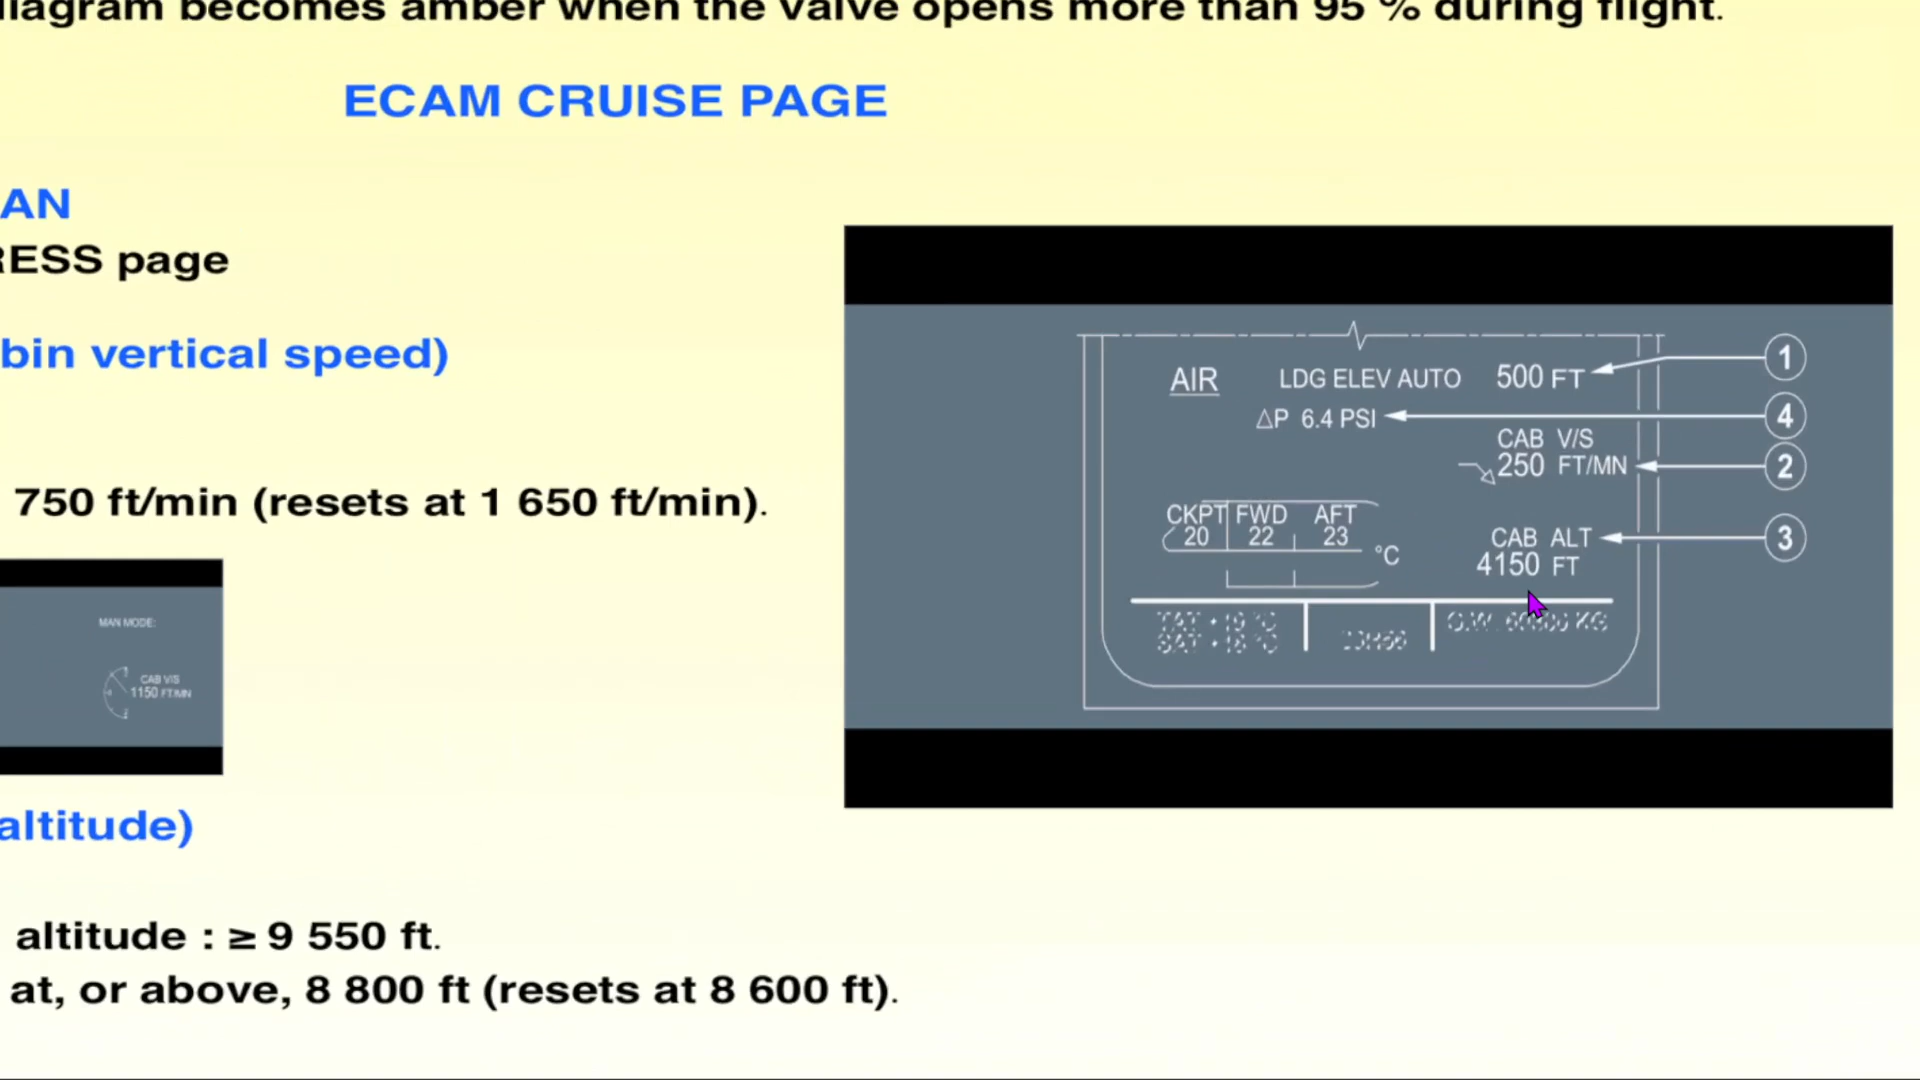 diagram becomes amber when the valve opens more than 95 % during flight.
ECAM CRUISE PAGE
AN
RESS page
bin vertical speed)
750 ft/min (resets at 1 650 ft/min).
MAN MODE:
CAB V/S
1150 FT/MN
altitude)
altitude : ≥ 9 550 ft.
at, or above, 8 800 ft (resets at 8 600 ft).
AIR LDG ELEV AUTO 500 FT 1
△P 6.4 PSI 4
CAB V/S
250 FT/MN 2
CKPT FWD AFT
20 22 23 °C
CAB ALT 3
4150 FT